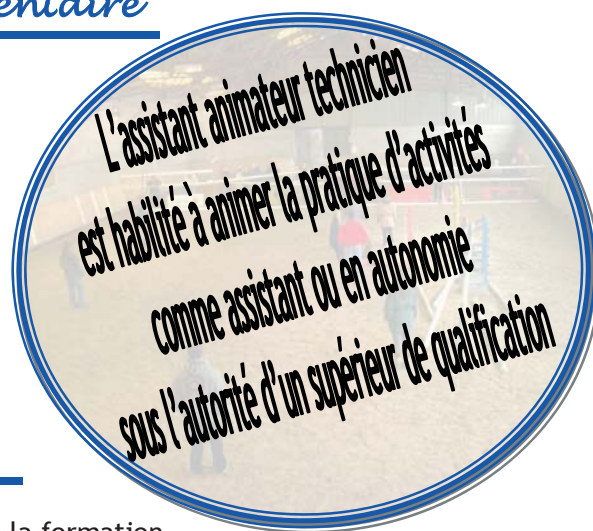 L'assistant animateur technicien
est habilité à animer la pratique d'activités
comme assistant ou en autonomie
sous l'autorité d'un supérieur de qualification
la formation